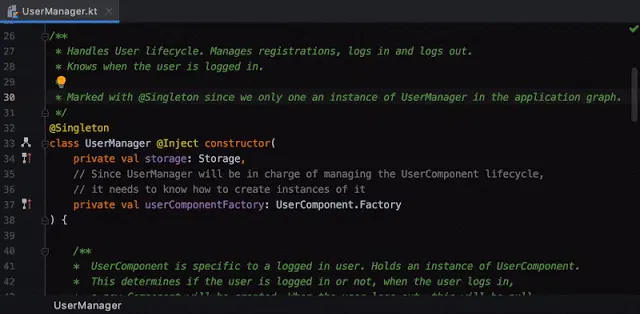 UserManager.kt
26 /**
27  * Handles User lifecycle. Manages registrations, logs in and logs out.
28  * Knows when the user is logged in.
29
30  * Marked with @Singleton since we only one an instance of UserManager in the application graph.
31  */
32 @Singleton
33 class UserManager @Inject constructor(
34     private val storage: Storage,
35     // Since UserManager will be in charge of managing the UserComponent lifecycle,
36     // it needs to know how to create instances of it
37     private val userComponentFactory: UserComponent.Factory
38 ) {
39
40     /**
41      *  UserComponent is specific to a logged in user. Holds an instance of UserComponent.
42      *  This determines if the user is logged in or not, when the user logs in,
UserManager